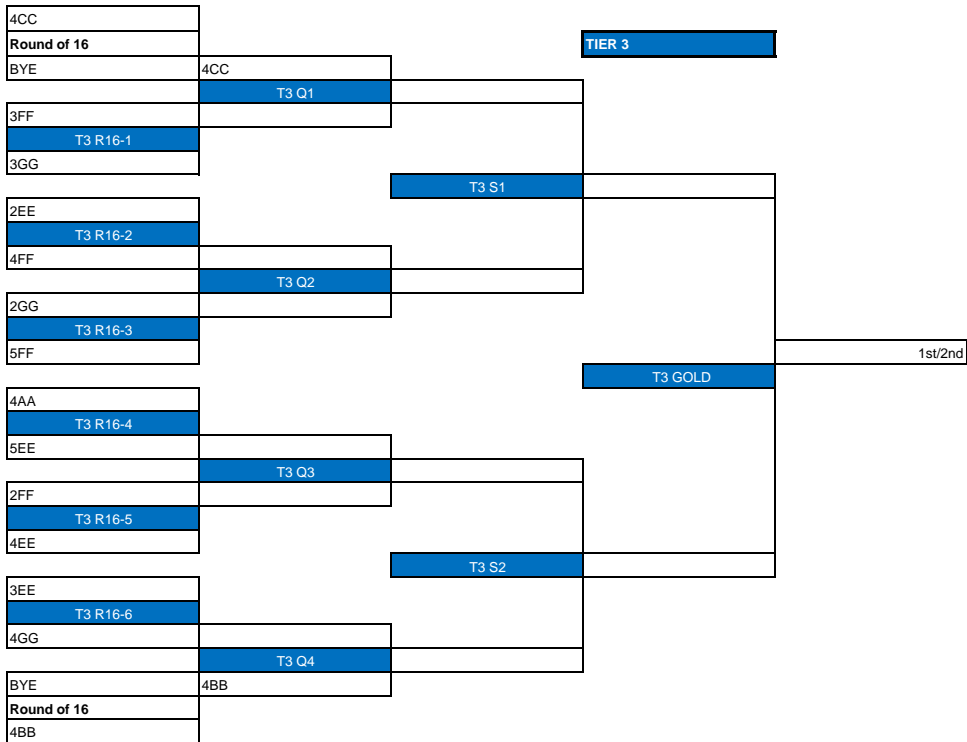 4CC
Round of 16
TIER 3
BYE
4CC
T3 Q1
3FF
T3 R16-1
3GG
T3 S1
2EE
T3 R16-2
4FF
T3 Q2
2GG
T3 R16-3
5FF
1st/2nd
T3 GOLD
4AA
T3 R16-4
5EE
T3 Q3
2FF
T3 R16-5
4EE
T3 S2
3EE
T3 R16-6
4GG
T3 Q4
BYE
4BB
Round of 16
4BB